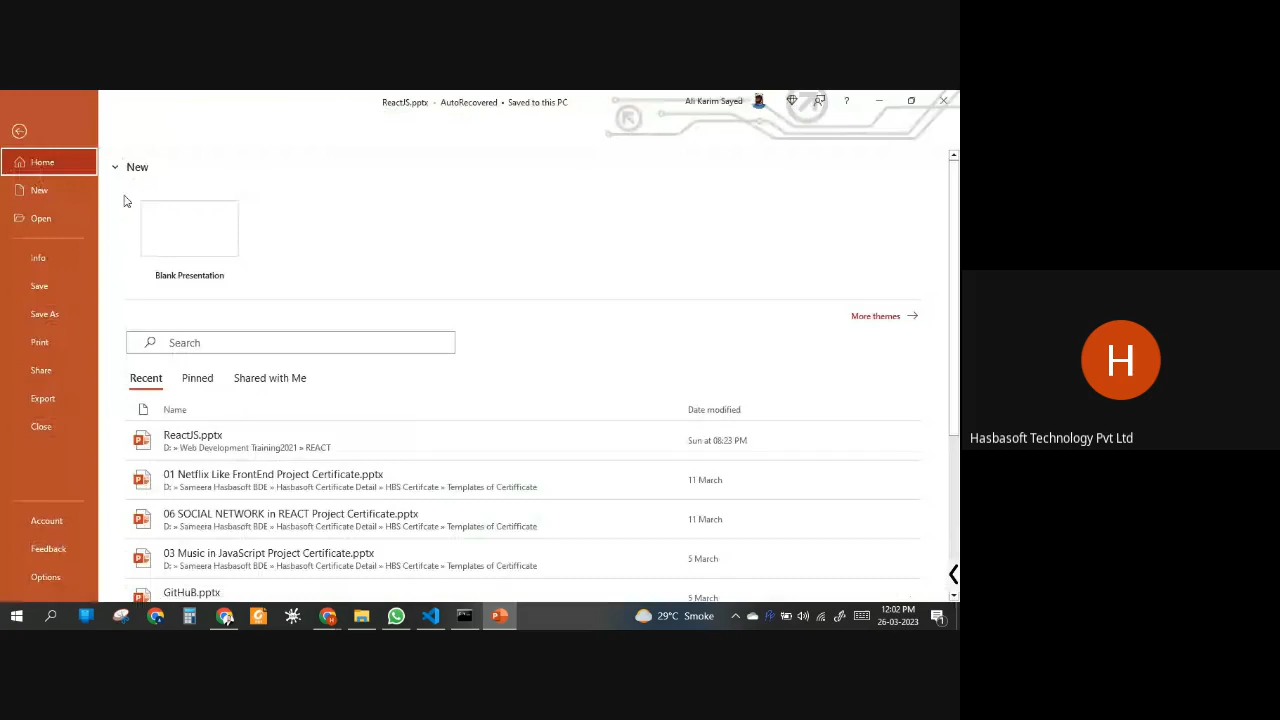 ReactJS.pptx - AutoRecovered • Saved to this PC
Ali Karim Sayed
?
Home
New
Open
Info
Save
Save As
Print
Share
Export
Close
Account
Feedback
Options
New
Blank Presentation
More themes
Search
Recent Pinned Shared with Me
Name Date modified
ReactJS.pptx
D: » Web Development Training2021 » REACT
Sun at 08:23 PM
01 Netflix Like FrontEnd Project Certificate.pptx
D: » Sameera Hasbasoft BDE » Hasbasoft Certificate Detail » HBS Certifcate » Templates of Certifficate
11 March
06 SOCIAL NETWORK in REACT Project Certificate.pptx
D: » Sameera Hasbasoft BDE » Hasbasoft Certificate Detail » HBS Certifcate » Templates of Certifficate
11 March
03 Music in JavaScript Project Certificate.pptx
D: » Sameera Hasbasoft BDE » Hasbasoft Certificate Detail » HBS Certifcate » Templates of Certifficate
5 March
GitHuB.pptx
5 March
29°C Smoke
12:02 PM
26-03-2023
H
Hasbasoft Technology Pvt Ltd